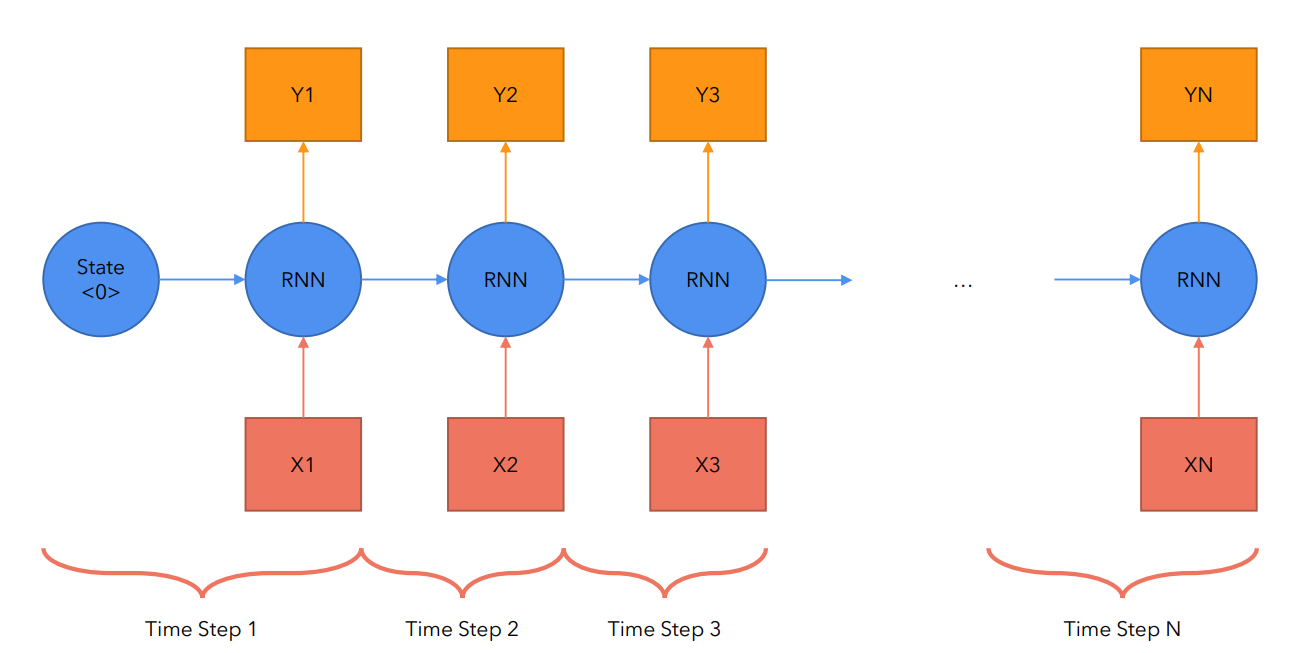 Y1
Y2
Y3
YN
State
<0>
RNN
RNN
RNN
...
RNN
X1
X2
X3
XN
Time Step 1
Time Step 2
Time Step 3
Time Step N